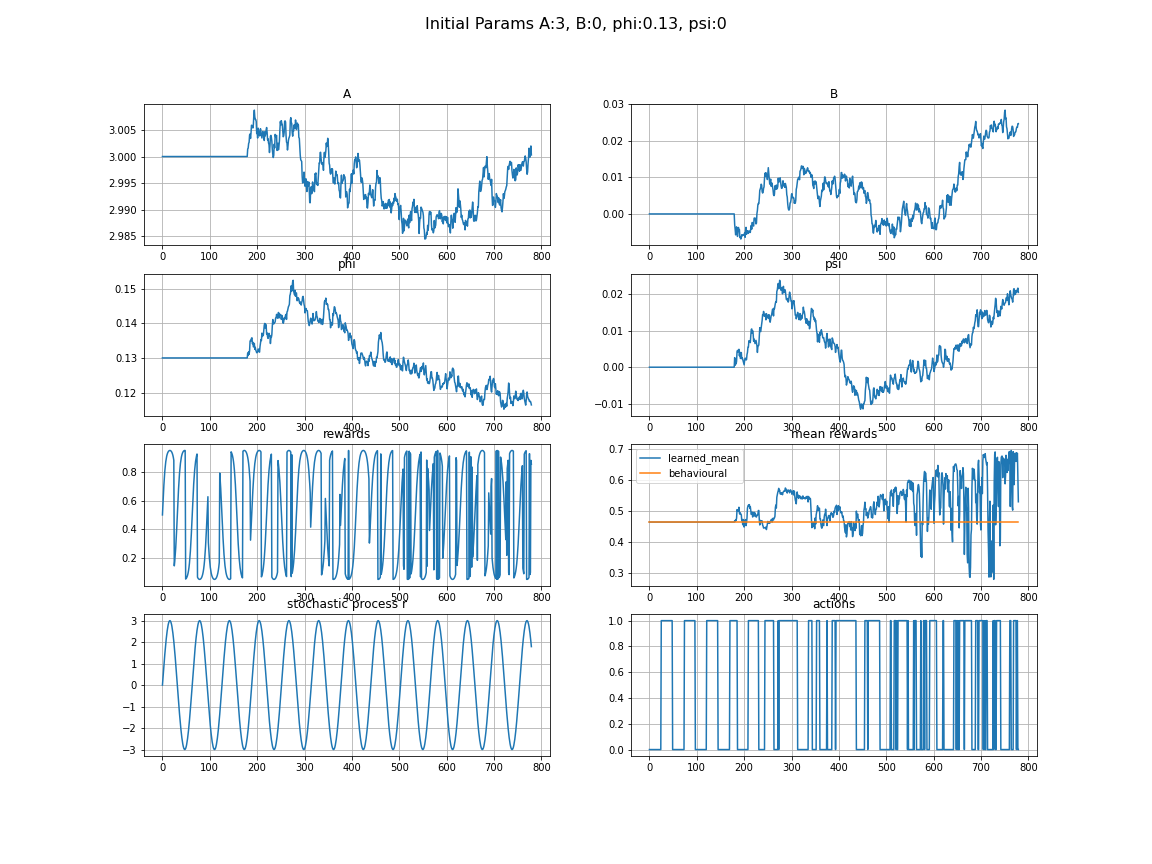 Initial Params A:3, B:0, phi:0.13, psi:0
A
3.005
3.000
2.995
2.990
2.985
0 100 200 300 400 500 600 700 800
B
0.03
0.02
0.01
0.00
0 100 200 300 400 500 600 700 800
phi
0.15
0.14
0.13
0.12
0 100 200 300 400 500 600 700 800
psi
0.02
0.01
0.00
−0.01
0 100 200 300 400 500 600 700 800
rewards
0.8
0.6
0.4
0.2
0 100 200 300 400 500 600 700 800
mean rewards
learned_mean
behavioural
0.7
0.6
0.5
0.4
0.3
0 100 200 300 400 500 600 700 800
stochastic process r
3
2
1
0
−1
−2
−3
0 100 200 300 400 500 600 700 800
actions
1.0
0.8
0.6
0.4
0.2
0.0
0 100 200 300 400 500 600 700 800